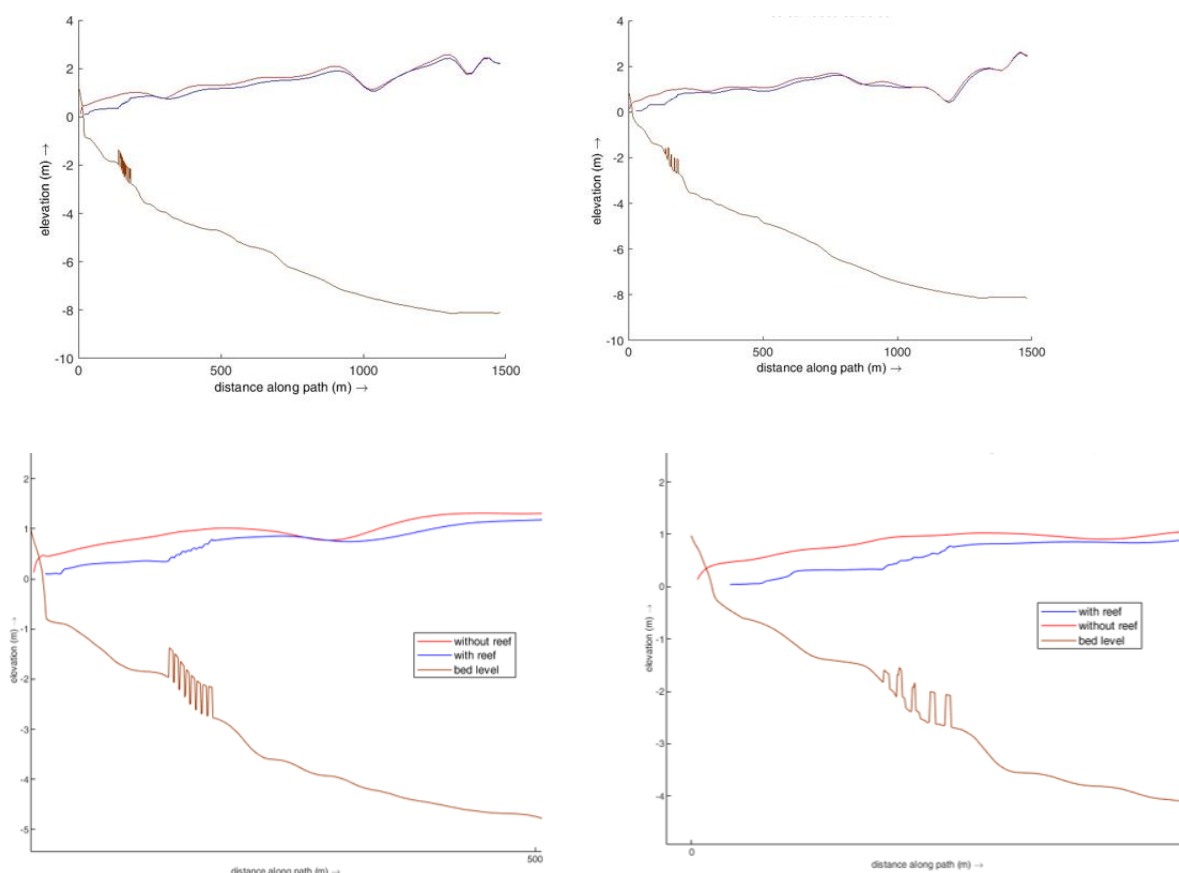 4
2
0
-2
-4
-6
-8
-10
elevation (m) →
0
500
1000
1500
distance along path (m) →
4
2
0
-2
-4
-6
-8
-10
elevation (m) →
0
500
1000
1500
distance along path (m) →
2
1
0
-1
-2
-3
-4
-5
elevation (m) →
without reef
with reef
bed level
500
distance along path (m) →
2
1
0
-1
-2
-3
-4
elevation (m) →
with reef
without reef
bed level
0
distance along path (m) →